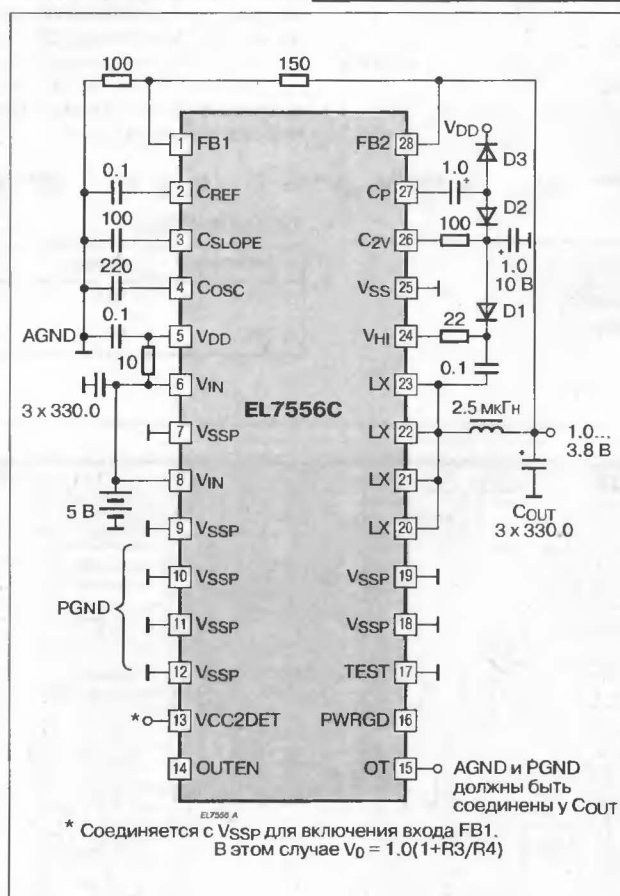 100
150
VDD
1 FB1
FB2 28
D3
0.1
1.0
+
2 CREF
CP 27
D2
100
100
3 CSLOPE
C2V 26
+
1.0
10 В
220
4 COSC
VSS 25
D1
0.1
22
AGND
5 VDD
VHI 24
10
0.1
6 VIN
LX 23
3 x 330.0
EL7556C
2.5 мкГн
7 VSSP
LX 22
1.0...
3.8 В
+
8 VIN
LX 21
5 В
COUT
3 x 330.0
9 VSSP
LX 20
10 VSSP
VSSP 19
PGND
11 VSSP
VSSP 18
12 VSSP
TEST 17
*
13 VCC2DET
PWRGD 16
14 OUTEN
OT 15
AGND и PGND
должны быть
соединены у COUT
EL7556 A
* Соединяется с VSSP для включения входа FB1.
В этом случае V0 = 1.0(1+R3/R4)